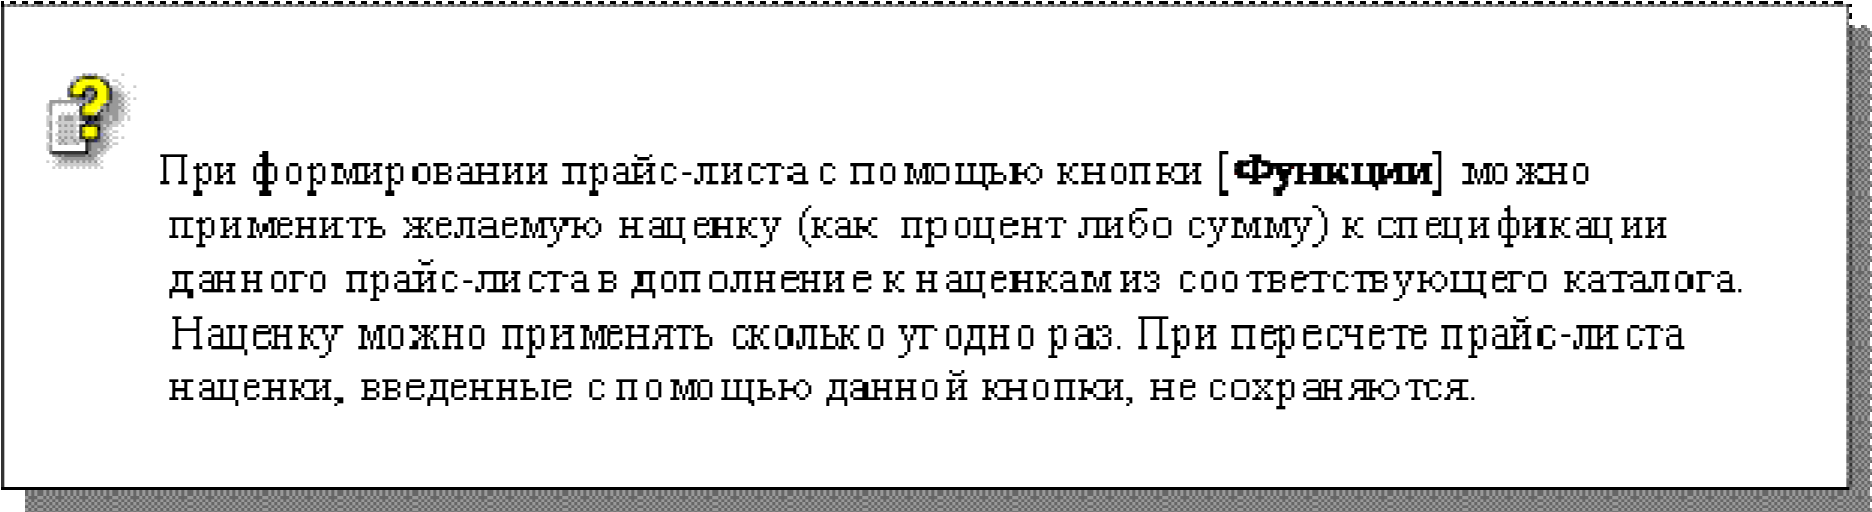 При формировании прайс-листа с помощью кнопки [Функции] можно
применить желаемую наценку (как процент либо сумму) к спецификации
данного прайс-листа в дополнение к наценкам из соответствующего каталога.
Наценку можно применять сколько угодно раз. При пересчете прайс-листа
наценки, введенные с помощью данной кнопки, не сохраняются.